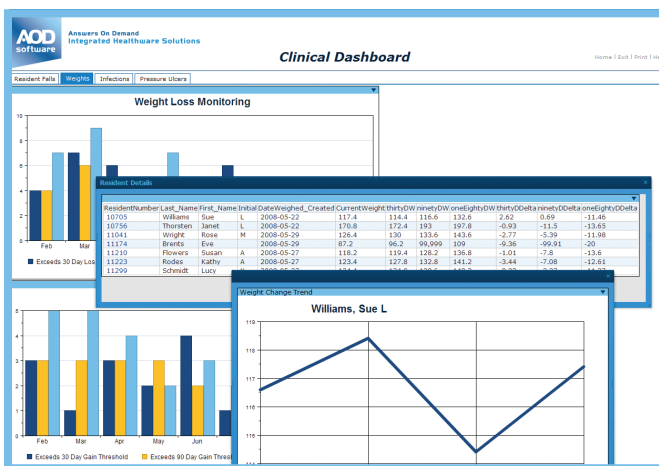 AOD
software
Answers On Demand
Integrated Healthware Solutions
Clinical Dashboard
Home | Exit | Print |
Resident Falls Weights Infections Pressure Ulcers
Weight Loss Monitoring
10
8
6
4
2
0
Feb Mar
Exceeds 30 Day Los
Resident Details
ResidentNumber Last_Name First_Name Initial DateWeighed_Created CurrentWeight thirtyDW ninetyDW oneEightyDW thirtyDDelta ninetyDDelta oneEightyDDelta
10705 Williams Sue L 2008-05-22 117.4 114.4 116.6 132.6 2.62 0.69 -11.46
10756 Thorsten Janet L 2008-05-22 170.8 172.4 193 197.8 -0.93 -11.5 -13.65
11041 Wright Rose M 2008-05-29 126.4 130 133.6 143.6 -2.77 -5.39 -11.98
11174 Brents Eve 2008-05-29 87.2 96.2 99,999 109 -9.36 -99.91 -20
11210 Flowers Susan A 2008-05-27 118.2 119.4 128.2 136.8 -1.01 -7.8 -13.6
11223 Rodes Kathy A 2008-05-27 123.4 127.8 132.8 141.2 -3.44 -7.08 12.61
11299 Schmidt Lucy
Weight Change Trend
Williams, Sue L
119
118
117
116
115
114
5
4
3
2
1
0
Feb Mar Apr May Jun
Exceeds 30 Day Gain Threshold Exceeds 90 Day Gain Thres